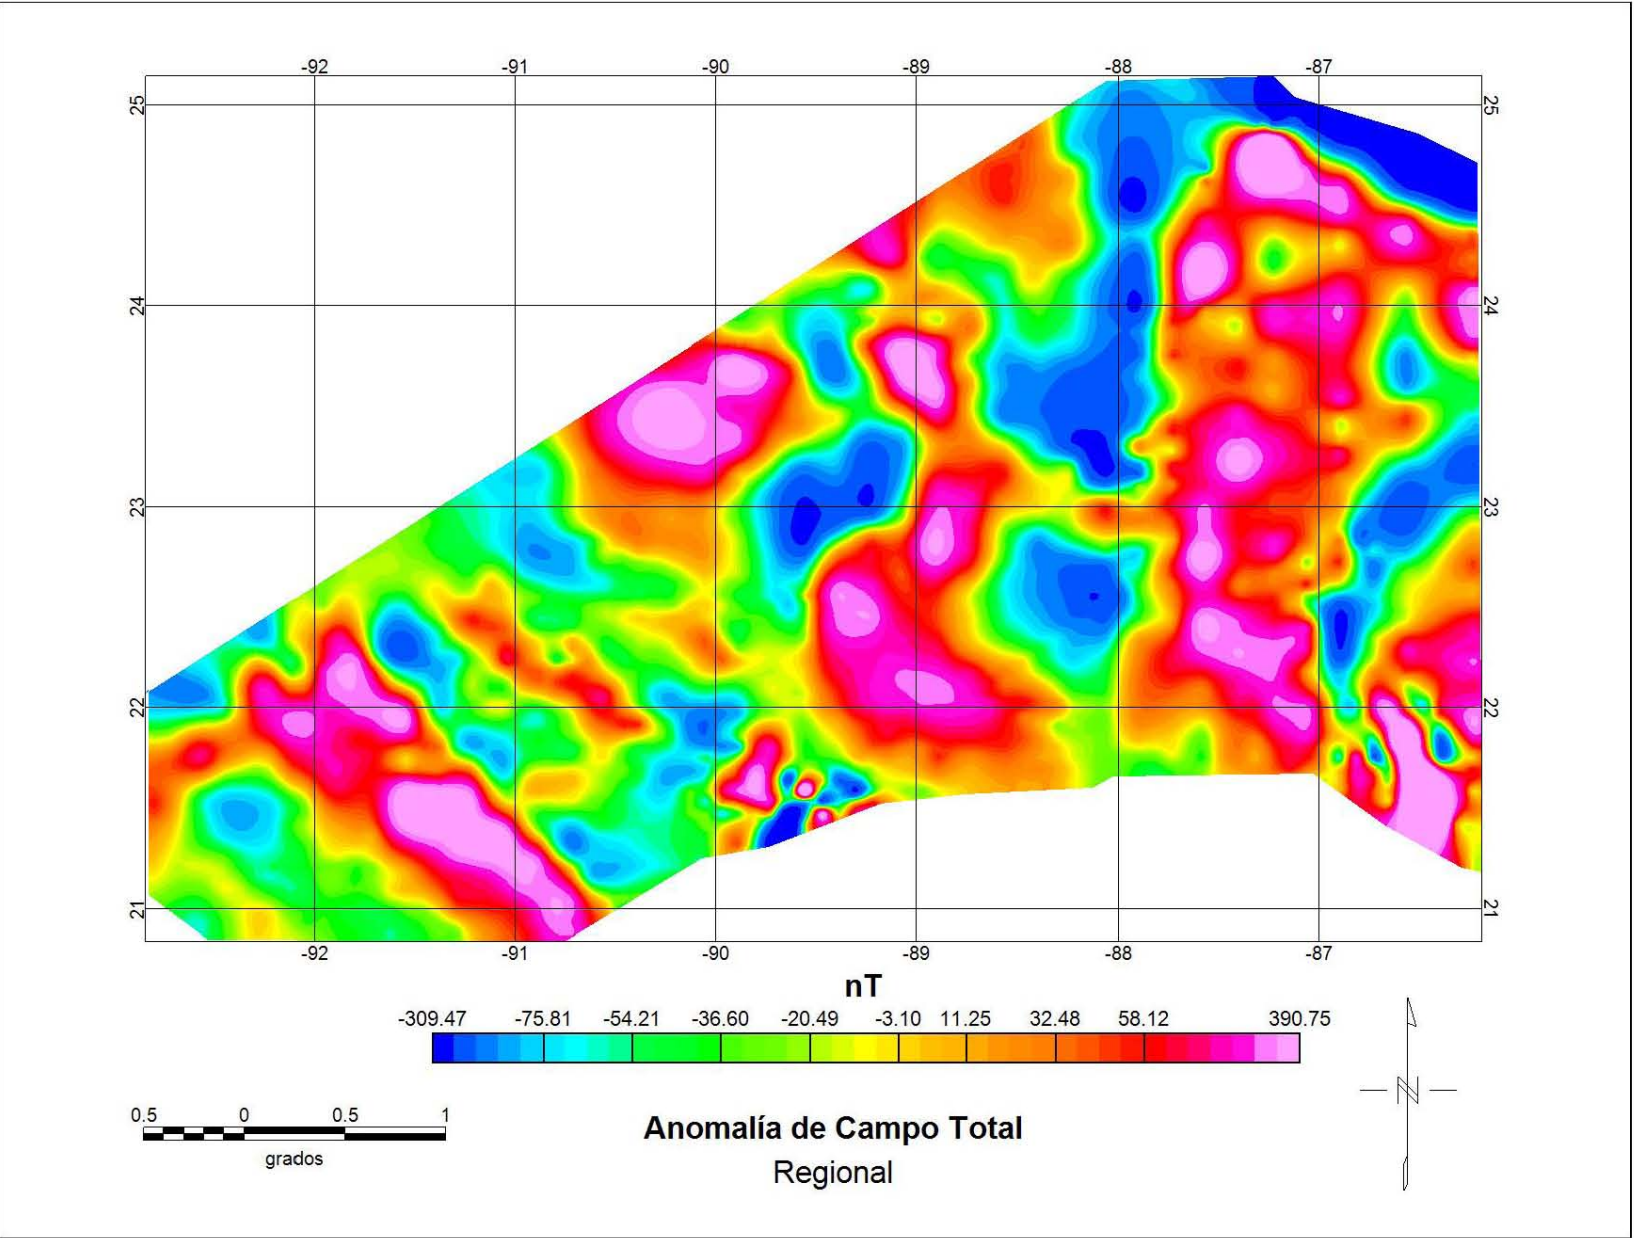 -92 -91 -90 -89 -88 -87
25 25
24 24
23 23
22 22
21 21
-92 -91 -90 -89 -88 -87
nT
-309.47 -75.81 -54.21 -36.60 -20.49 -3.10 11.25 32.48 58.12 390.75
0.5 0 0.5 1
grados
N
Anomalía de Campo Total
Regional